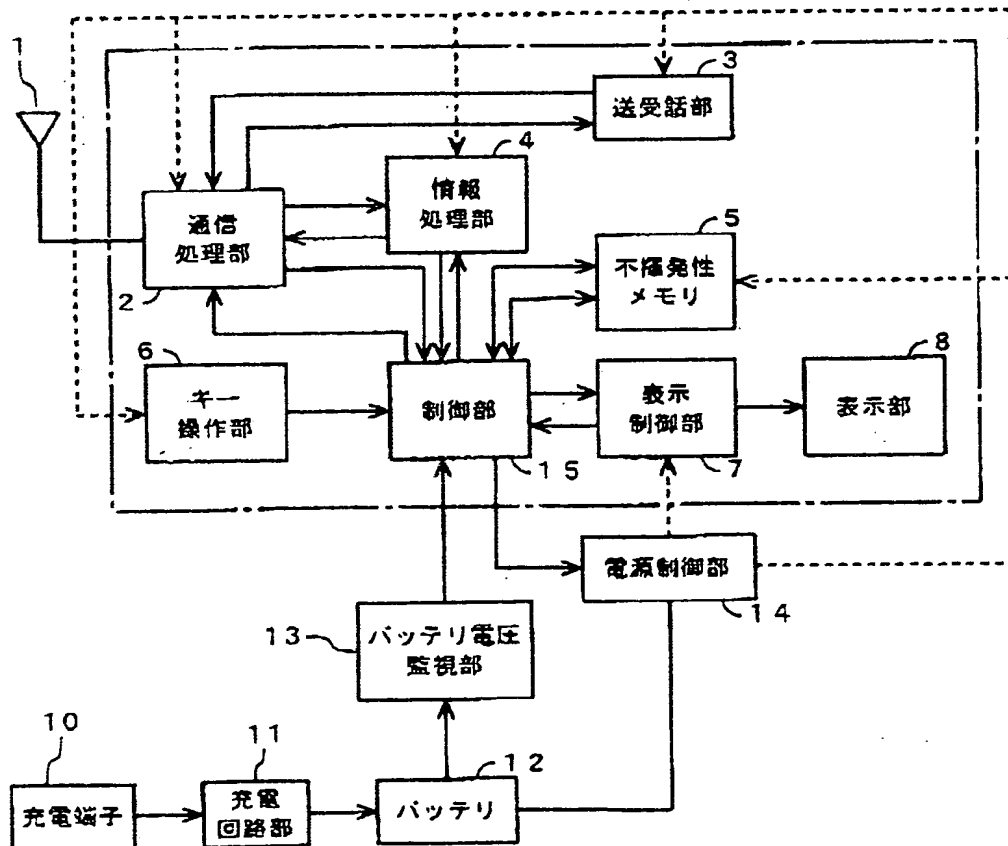 1
3
送受話部
4
情報
処理部
通信
処理部
2
5
不揮発性
メモリ
6
キー
操作部
制御部
15
表示
制御部
7
8
表示部
電源制御部
14
13
バッテリ電圧
監視部
10
充電端子
11
充電
回路部
12
バッテリ